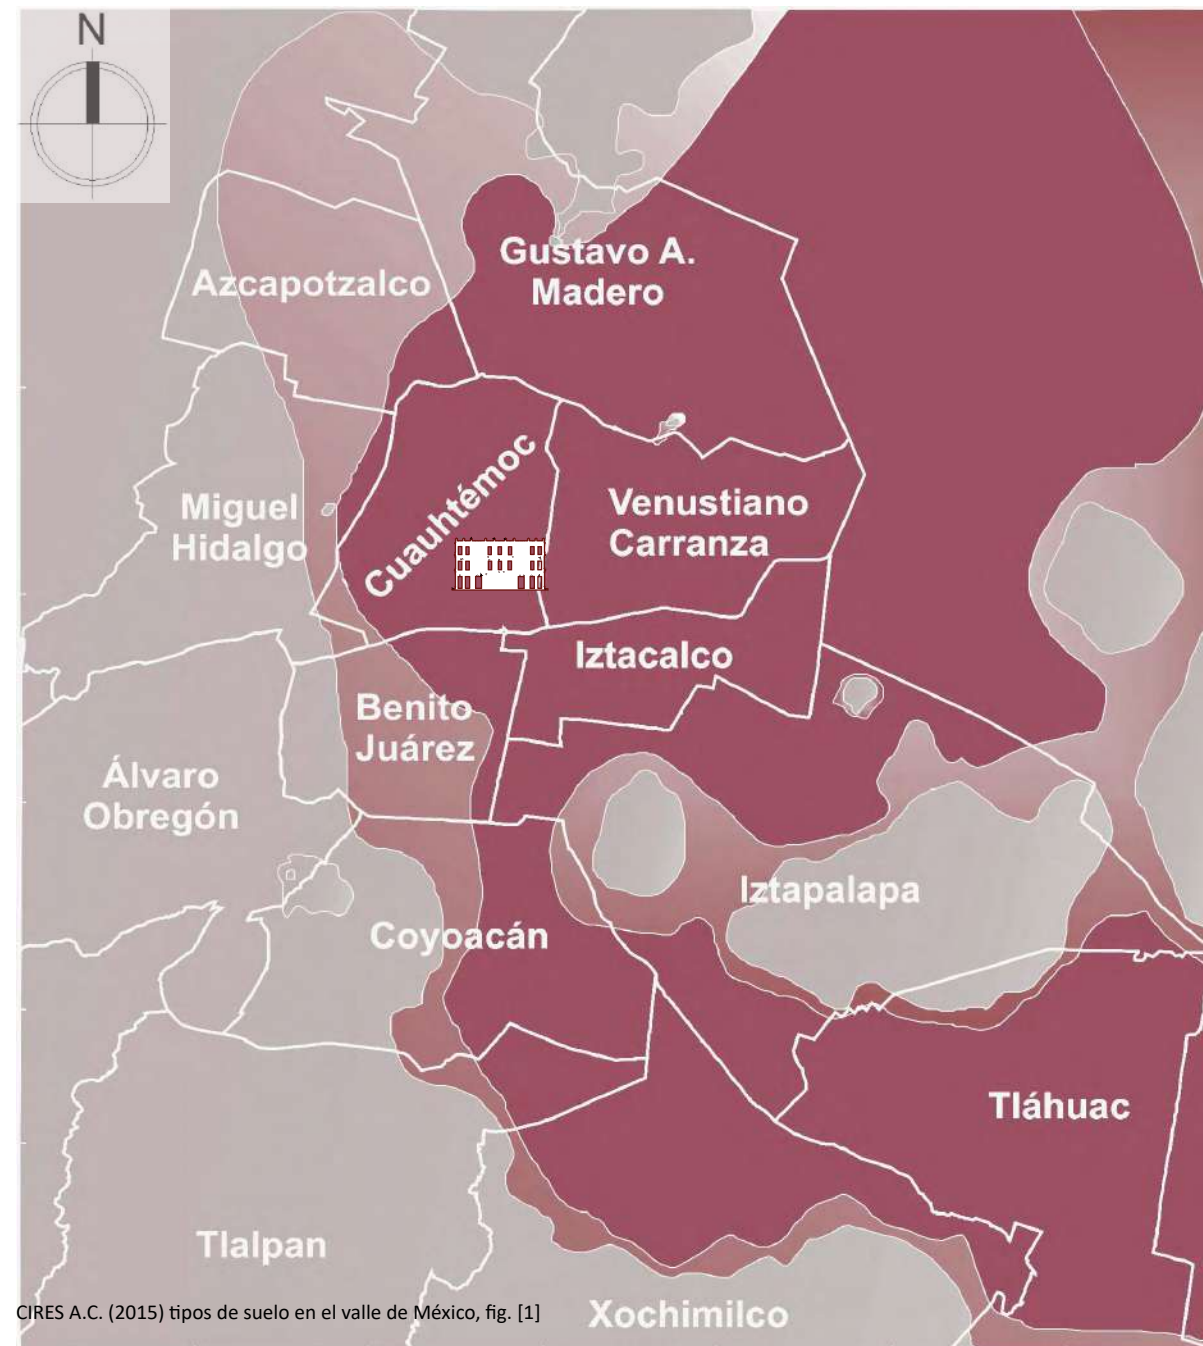 N
Gustavo A.
Madero
Azcapotzalco
Cuauhtémoc
Miguel
Hidalgo
Venustiano
Carranza
Iztacalco
Benito
Juárez
Álvaro
Obregón
Iztapalapa
Coyoacán
Tláhuac
Tlalpan
Xochimilco
CIRES A.C. (2015) tipos de suelo en el valle de México, fig. [1]